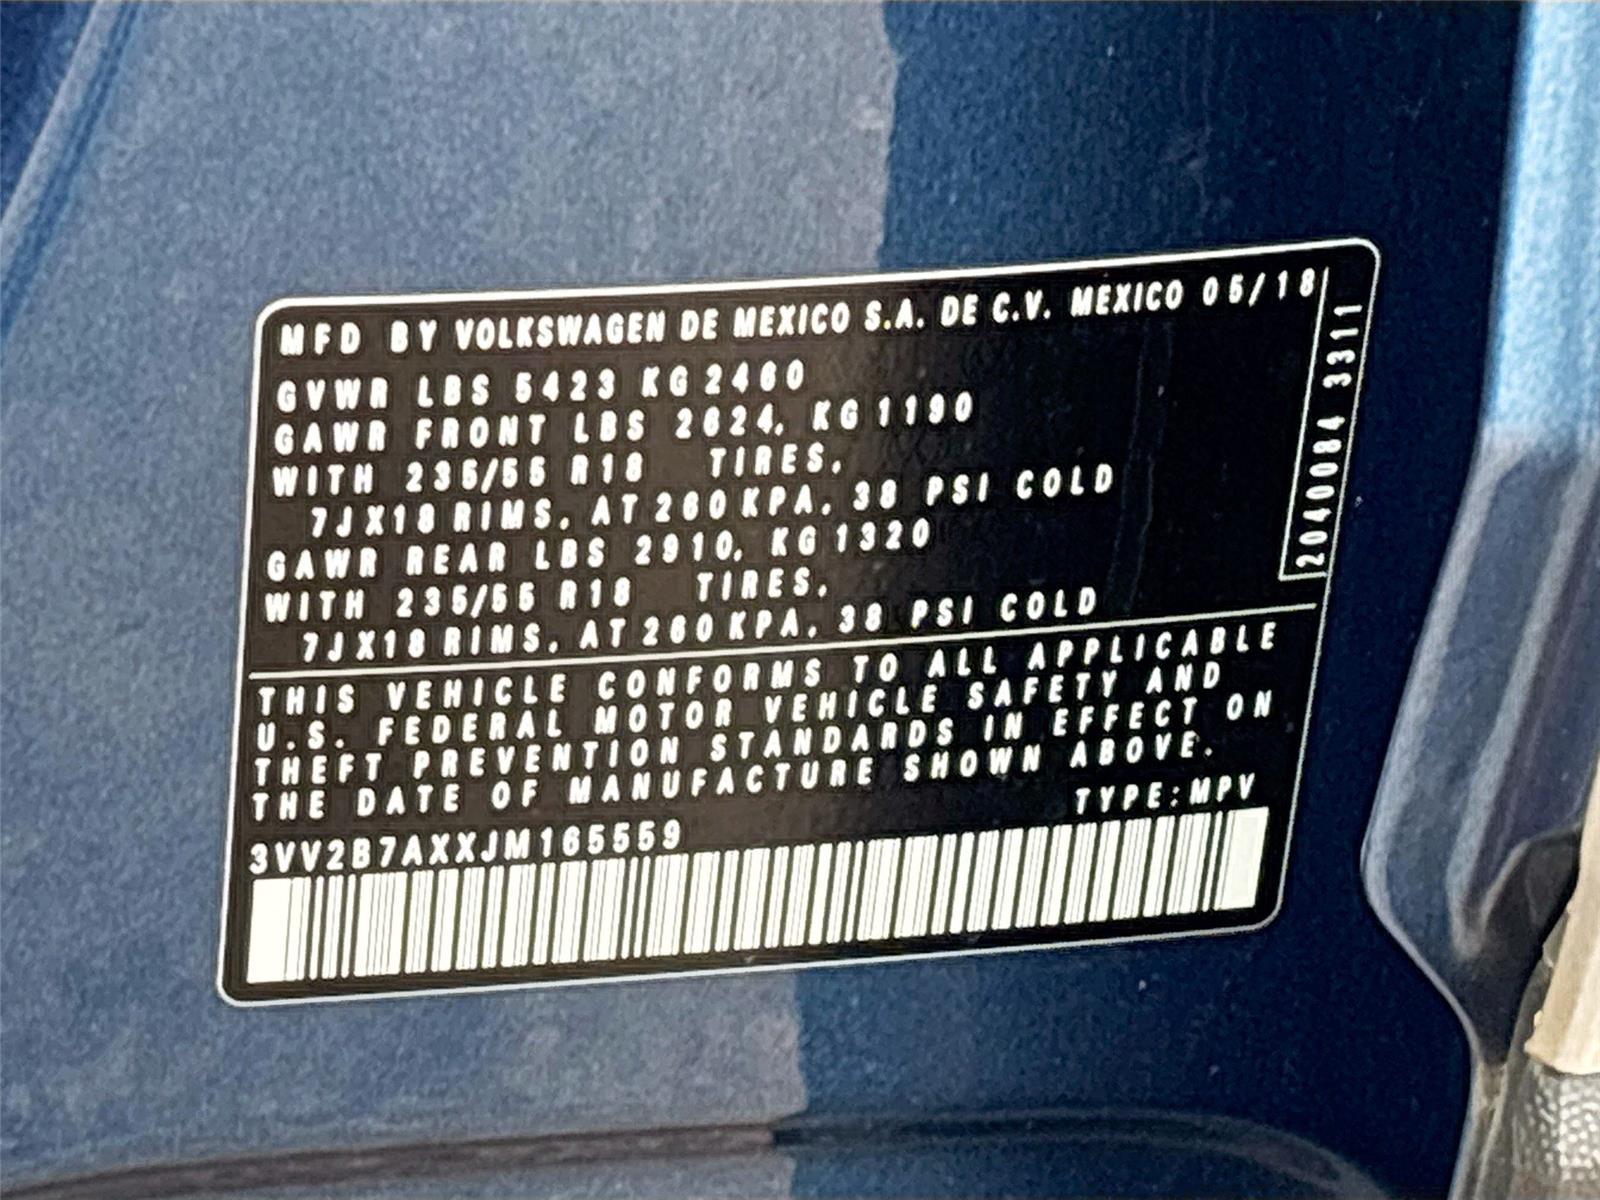 MFD BY VOLKSWAGEN DE MEXICO S.A. DE C.V. MEXICO 05/18
GVWR LBS 5423 KG 2460
GAWR FRONT LBS 2624, KG 1190
WITH 235/55 R18 TIRES,
7JX18 RIMS, AT 260 KPA, 38 PSI COLD
GAWR REAR LBS 2910, KG 1320
WITH 235/55 R18 TIRES,
7JX18 RIMS, AT 260 KPA, 38 PSI COLD
2040084 3311
THIS VEHICLE CONFORMS TO ALL APPLICABLE
U.S. FEDERAL MOTOR VEHICLE SAFETY AND
THEFT PREVENTION STANDARDS IN EFFECT ON
THE DATE OF MANUFACTURE SHOWN ABOVE.
TYPE:MPV
3VV2B7AXXJM165559